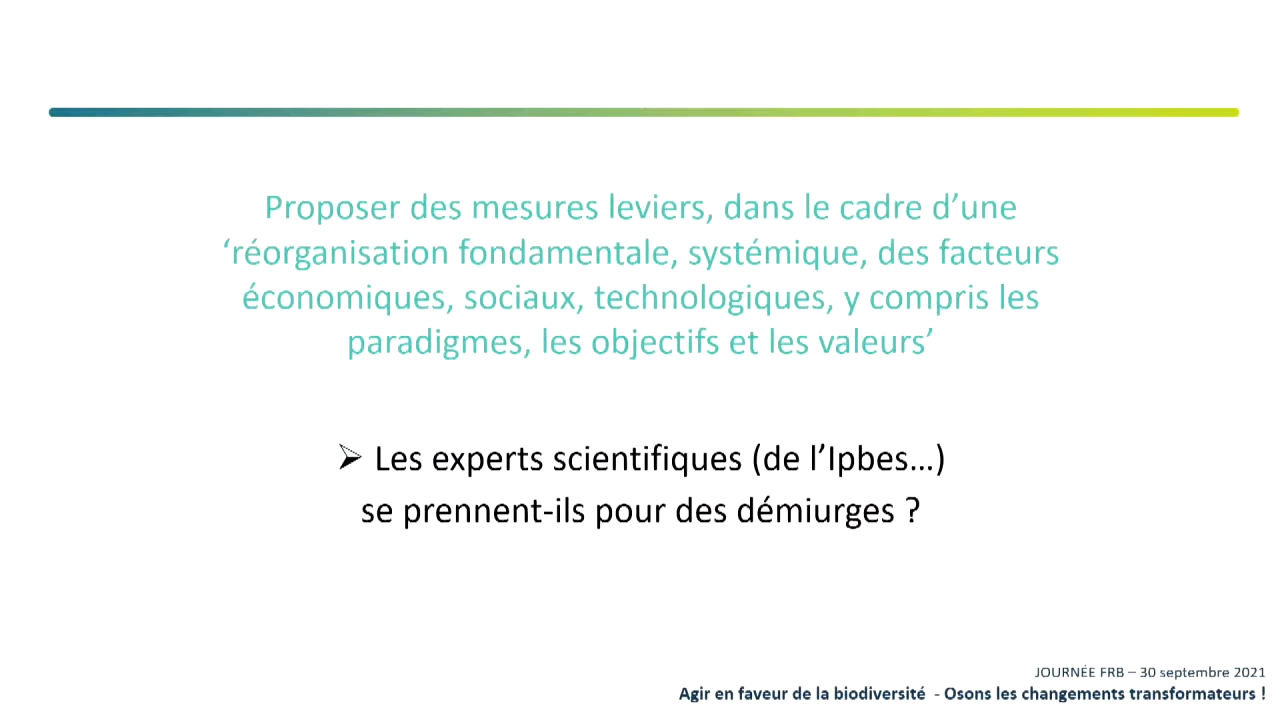 Proposer des mesures leviers, dans le cadre d’une
‘réorganisation fondamentale, systémique, des facteurs
économiques, sociaux, technologiques, y compris les
paradigmes, les objectifs et les valeurs’
➢ Les experts scientifiques (de l’Ipbes…)
se prennent-ils pour des démiurges ?
JOURNÉE FRB – 30 septembre 2021
Agir en faveur de la biodiversité - Osons les changements transformateurs !